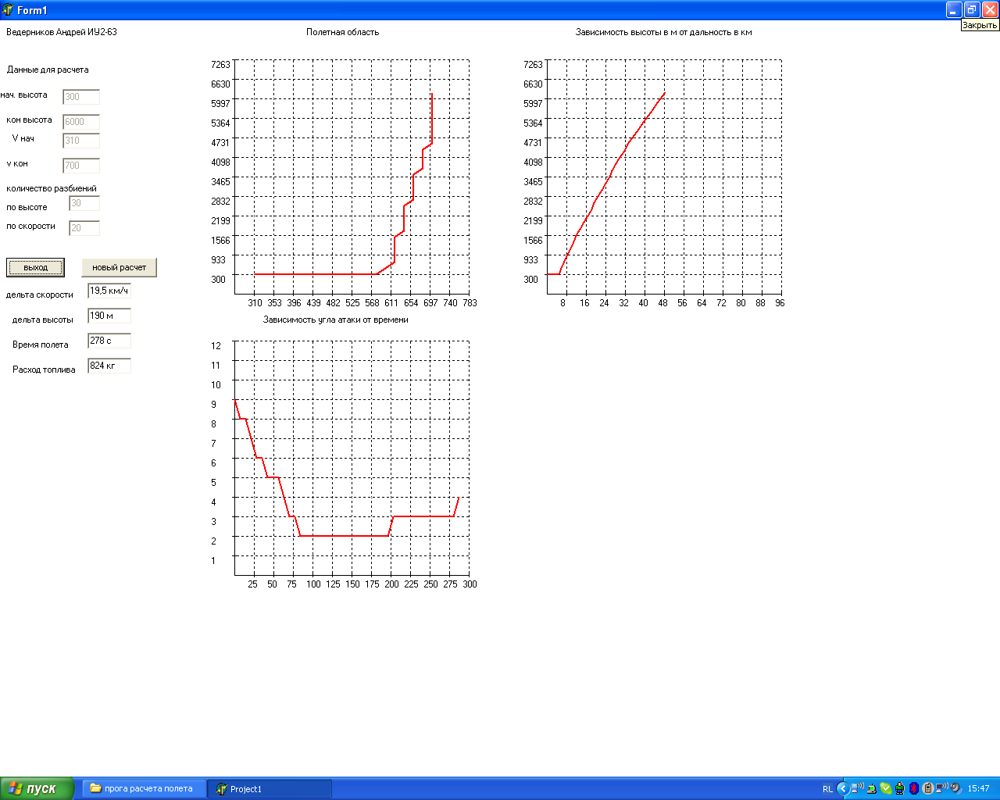 Form1
Закрыть
Ведерников Андрей ИУ2-63
Полетная область
Зависимость высоты в м от дальность в км
Данные для расчета
нач. высота 300
кон высота 6000
V нач 310
v кон 700
количество разбиений
по высоте 30
по скорости 20
выход
новый расчет
дельта скорости 19,5 км/ч
дельта высоты 190 м
Время полета 278 с
Расход топлива 824 кг
7263
6630
5997
5364
4731
4098
3465
2832
2199
1566
933
300
310 353 396 439 482 525 568 611 654 697 740 783
7263
6630
5997
5364
4731
4098
3465
2832
2199
1566
933
300
8 16 24 32 40 48 56 64 72 80 88 96
Зависимость угла атаки от времени
12
11
10
9
8
7
6
5
4
3
2
1
25 50 75 100 125 150 175 200 225 250 275 300
пуск
прога расчета полета
Project1
RL
15:47